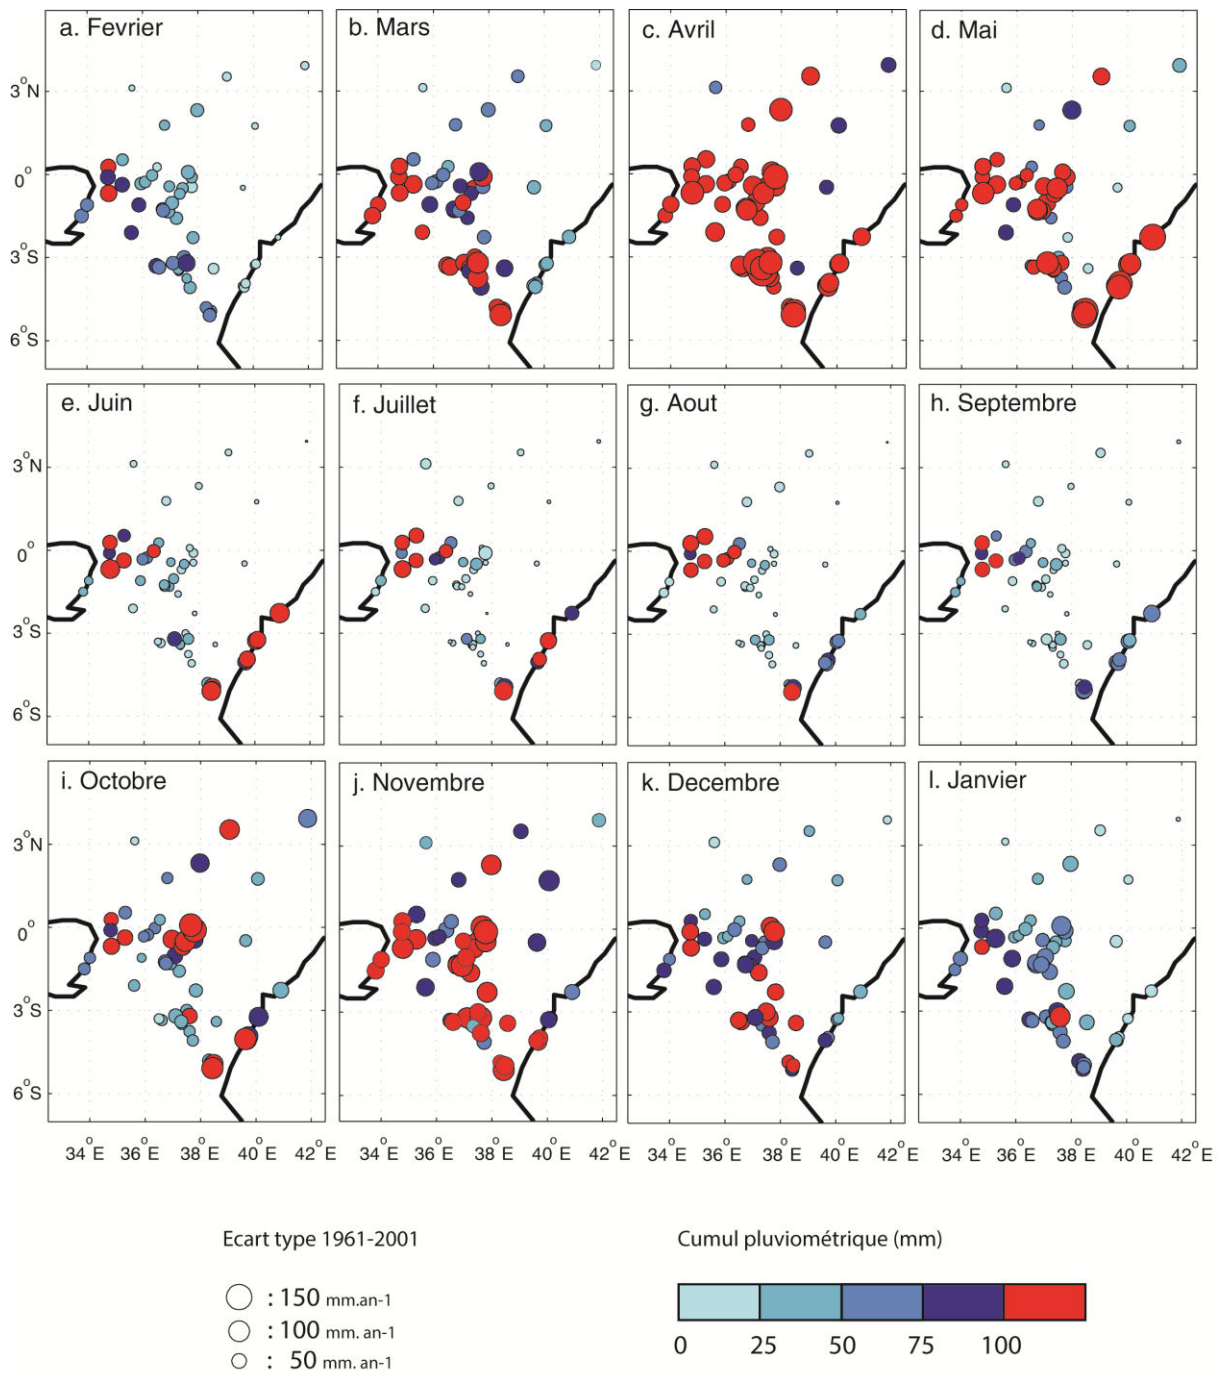 a. Fevrier
b. Mars
c. Avril
d. Mai
3°N
0°
3°S
6°S
e. Juin
f. Juillet
g. Aout
h. Septembre
3°N
0°
3°S
6°S
i. Octobre
j. Novembre
k. Decembre
l. Janvier
3°N
0°
3°S
6°S
34°E 36°E 38°E 40°E 42°E
34°E 36°E 38°E 40°E 42°E
34°E 36°E 38°E 40°E 42°E
34°E 36°E 38°E 40°E 42°E
Ecart type 1961-2001
: 150 mm.an-1
: 100 mm. an-1
: 50 mm. an-1
Cumul pluviométrique (mm)
0 25 50 75 100